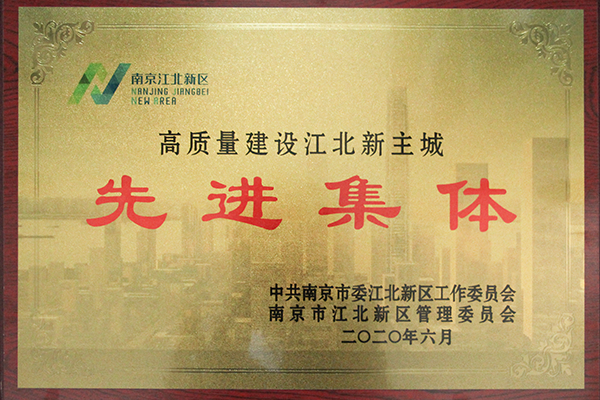 南京江北新区
NANJING JIANGBEI
NEW AREA
高质量建设江北新主城
先进集体
中共南京市委江北新区工作委员会
南京市江北新区管理委员会
二〇二〇年六月